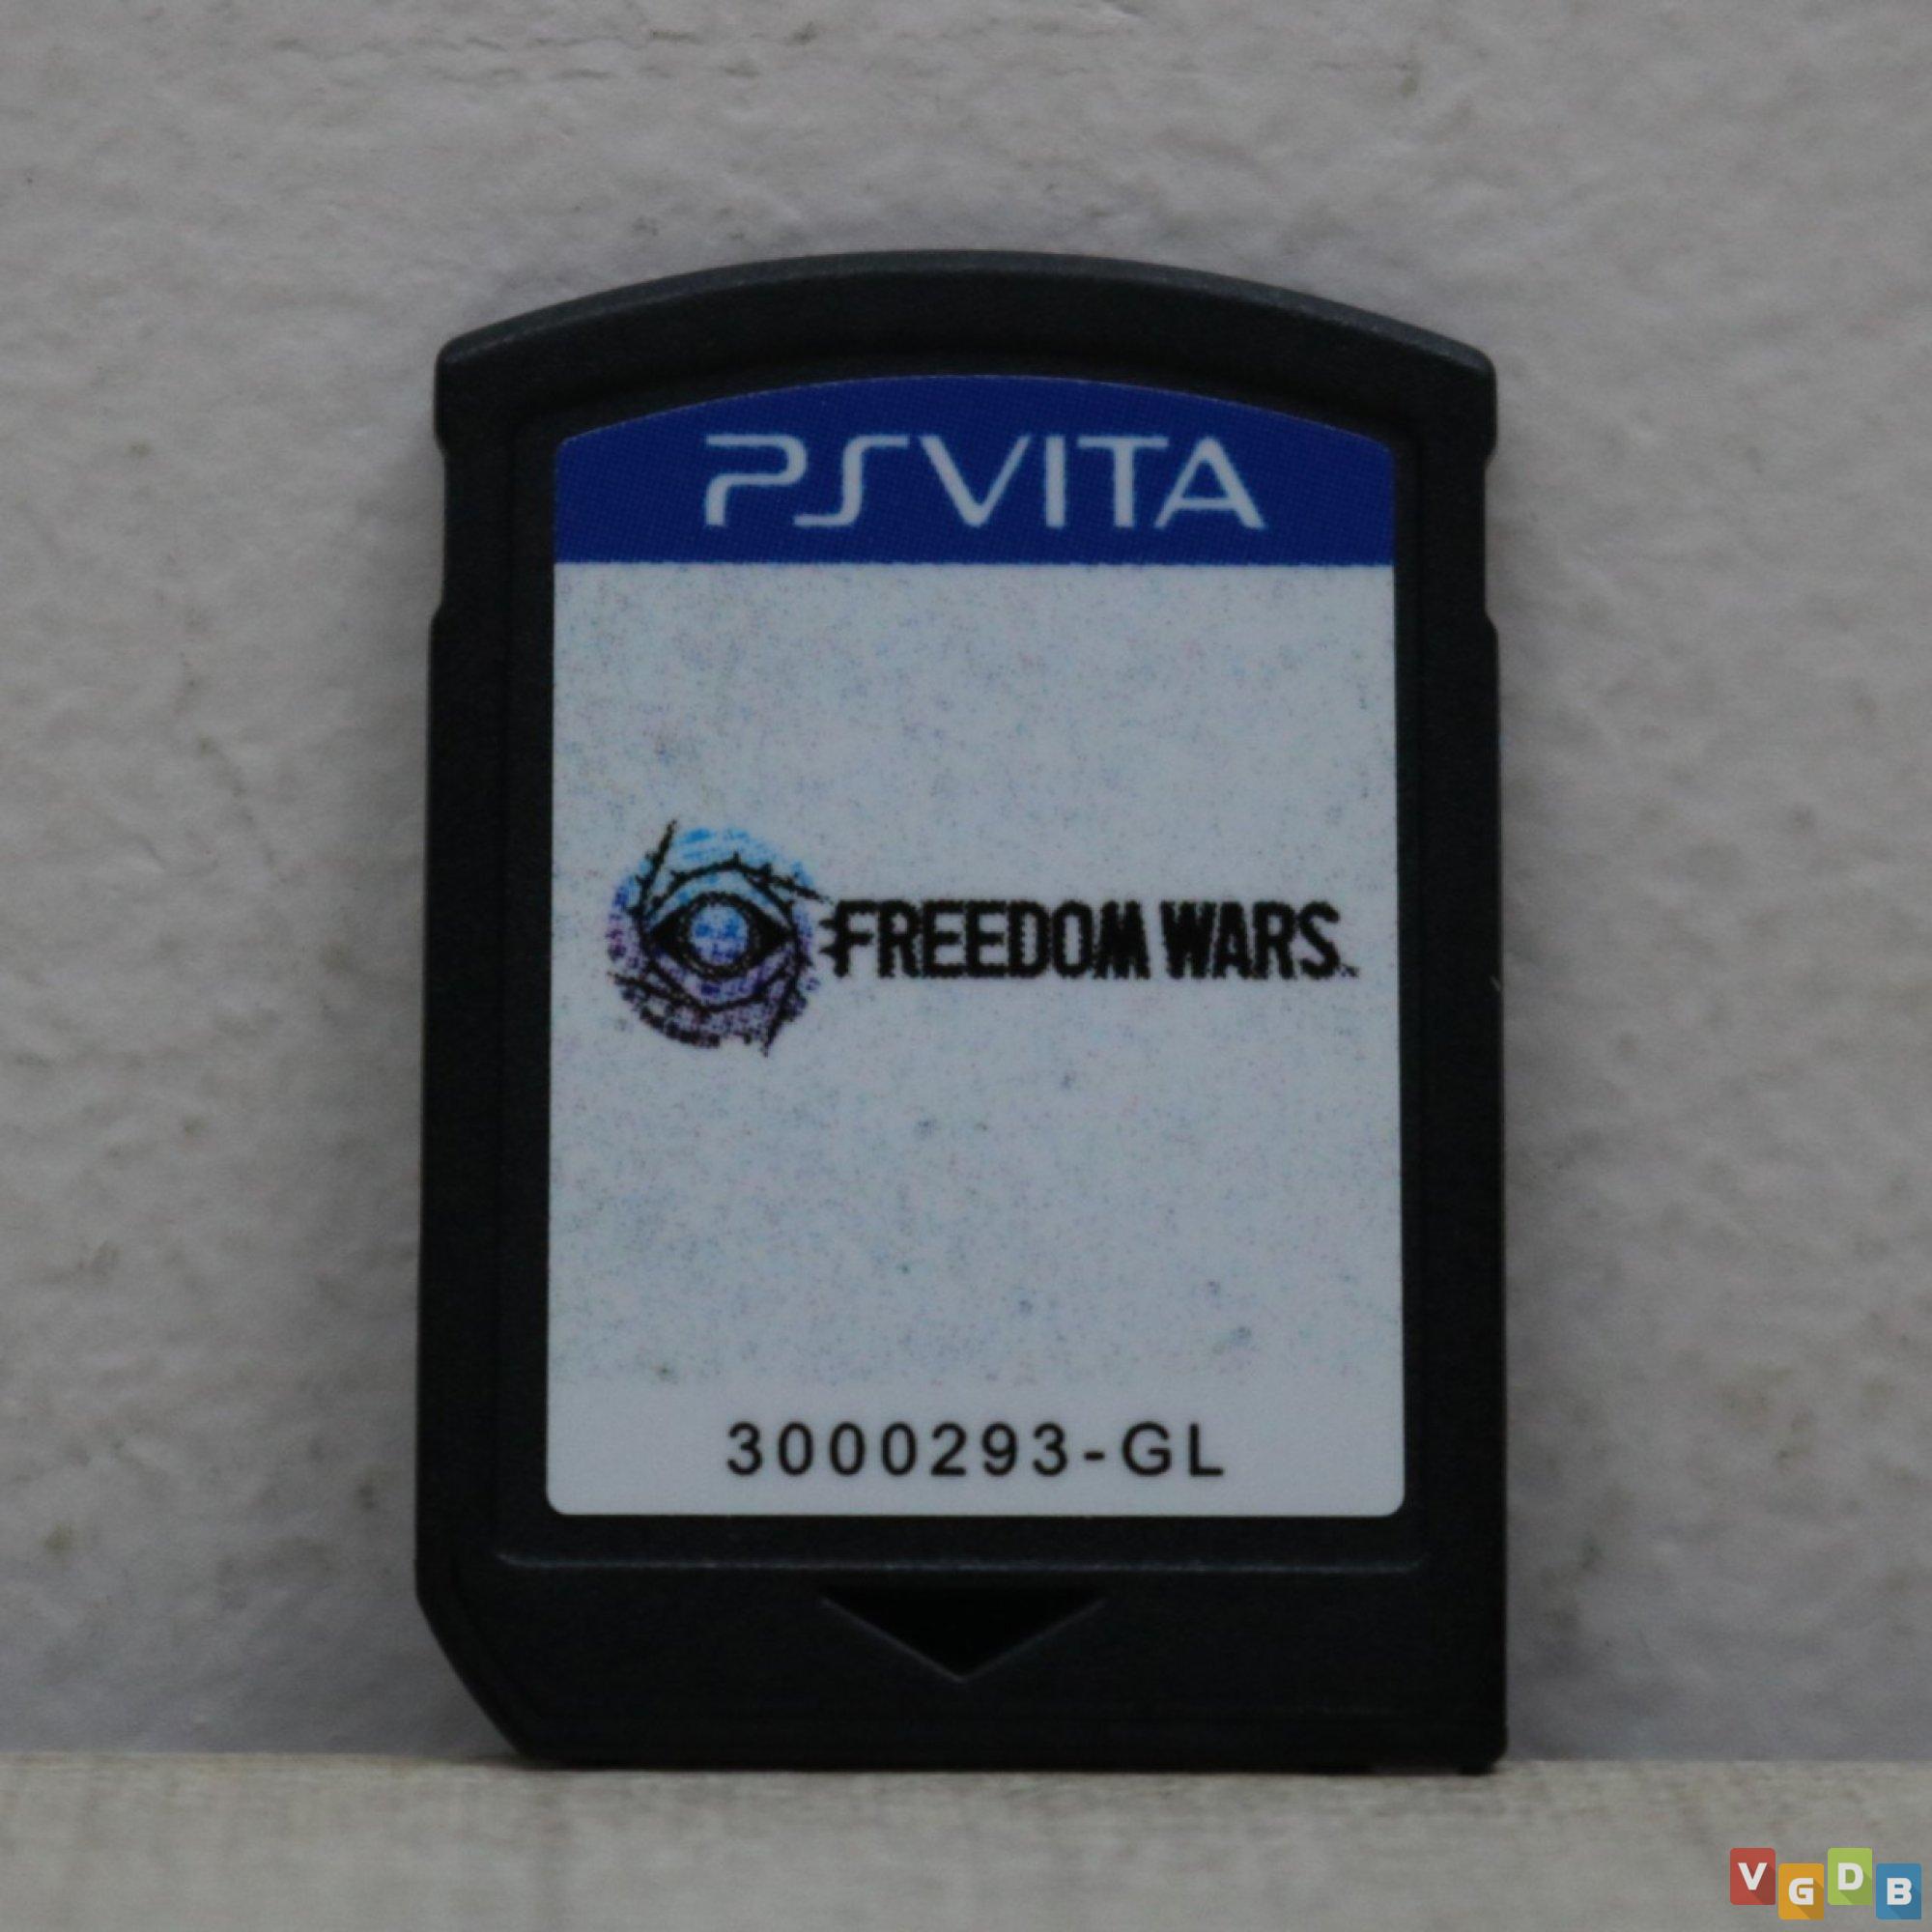 PSVITA
FREEDOM WARS
3000293-GL
VGDB